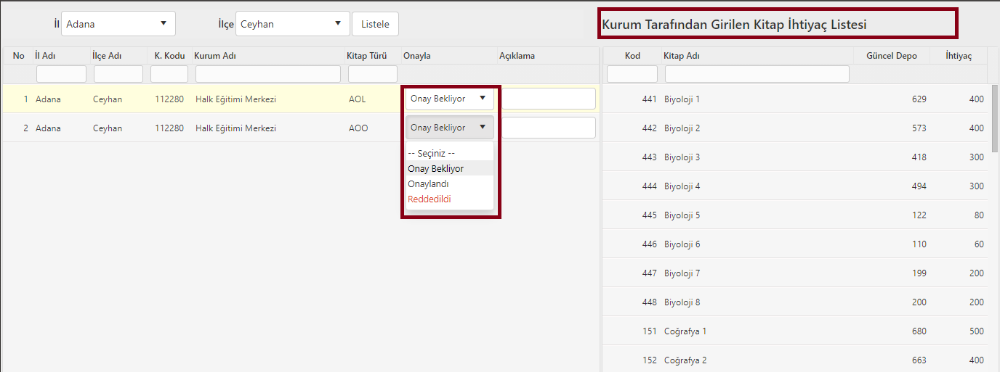 İl Adana İlçe Ceyhan Listele
Kurum Tarafından Girilen Kitap İhtiyaç Listesi
No İl Adı İlçe Adı K. Kodu Kurum Adı Kitap Türü Onayla Açıklama
1 Adana Ceyhan 112280 Halk Eğitimi Merkezi AOL Onay Bekliyor
2 Adana Ceyhan 112280 Halk Eğitimi Merkezi AOO Onay Bekliyor
-- Seçiniz --
Onay Bekliyor
Onaylandı
Reddedildi
Kod Kitap Adı Güncel Depo İhtiyaç
441 Biyoloji 1 629 400
442 Biyoloji 2 573 400
443 Biyoloji 3 418 300
444 Biyoloji 4 494 300
445 Biyoloji 5 122 80
446 Biyoloji 6 110 60
447 Biyoloji 7 199 200
448 Biyoloji 8 200 200
151 Coğrafya 1 680 500
152 Coğrafya 2 663 400